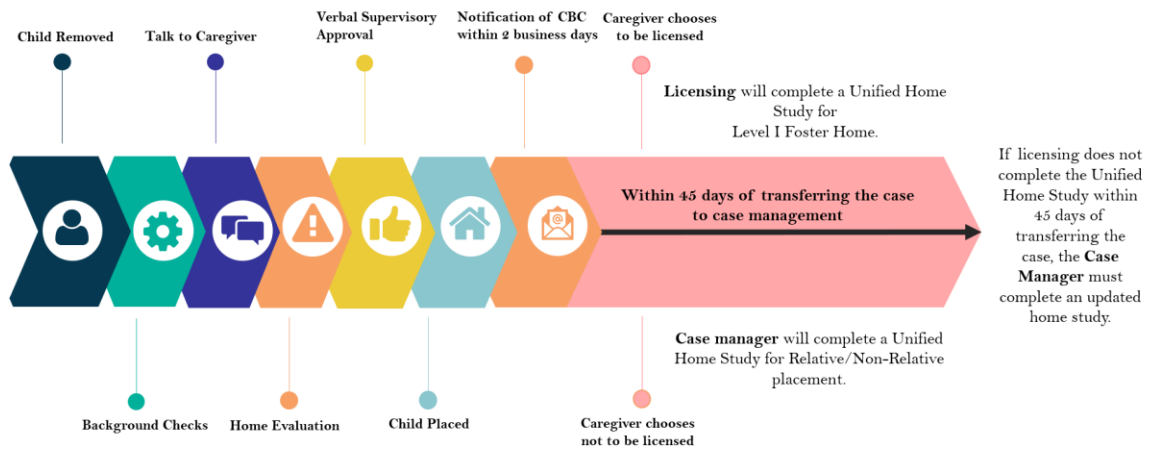 Child Removed
Talk to Caregiver
Verbal Supervisory
Approval
Notification of CBC
within 2 business days
Caregiver chooses
to be licensed
Licensing will complete a Unified Home
Study for
Level I Foster Home.
Within 45 days of transferring the case
to case management
@
If licensing does not
complete the Unified
Home Study within
45 days of
transferring the
case, the Case
Manager must
complete an updated
home study.
Case manager will complete a Unified
Home Study for Relative/Non-Relative
placement.
Background Checks
Home Evaluation
Child Placed
Caregiver chooses
not to be licensed